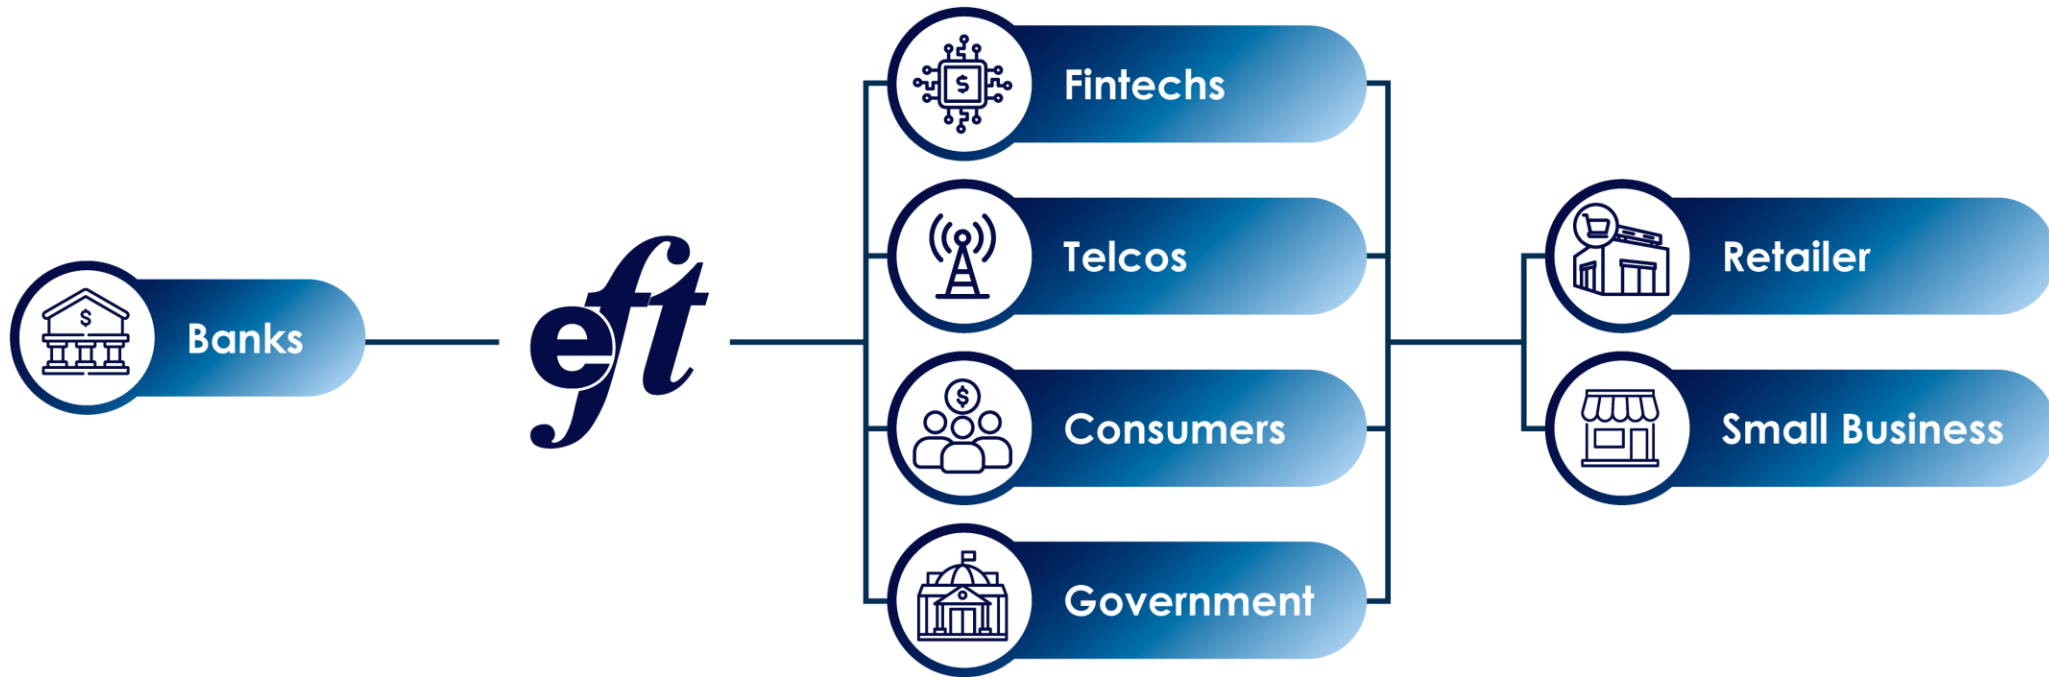 Banks
eft
Fintechs
Telcos
Consumers
Government
Retailer
Small Business